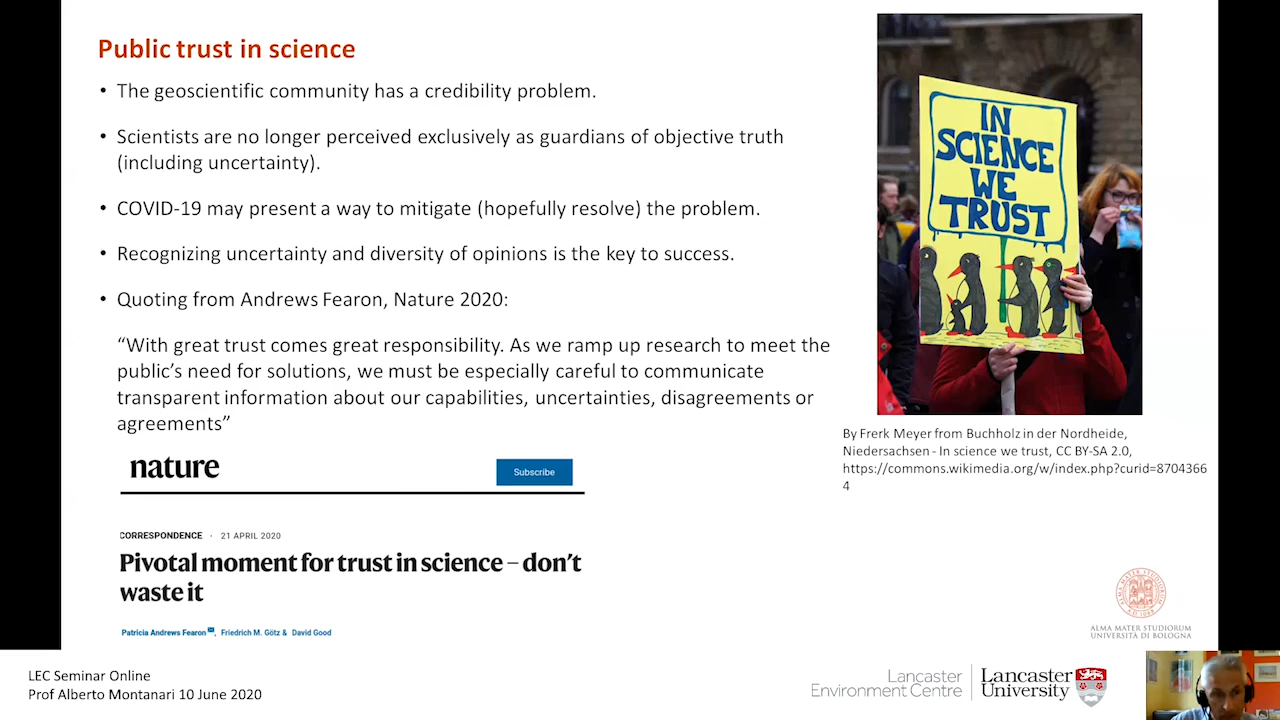 Public trust in science
• The geoscientific community has a credibility problem.
• Scientists are no longer perceived exclusively as guardians of objective truth
(including uncertainty).
• COVID-19 may present a way to mitigate (hopefully resolve) the problem.
• Recognizing uncertainty and diversity of opinions is the key to success.
• Quoting from Andrews Fearon, Nature 2020:
“With great trust comes great responsibility. As we ramp up research to meet the
public’s need for solutions, we must be especially careful to communicate
transparent information about our capabilities, uncertainties, disagreements or
agreements”
IN
SCIENCE
WE
TRUST
By Frerk Meyer from Buchholz in der Nordheide,
Niedersachsen - In science we trust, CC BY-SA 2.0,
https://commons.wikimedia.org/w/index.php?curid=8704366
4
nature
Subscribe
CORRESPONDENCE · 21 APRIL 2020
Pivotal moment for trust in science – don’t
waste it
Patricia Andrews Fearon, Friedrich M. Götz & David Good
ALMA MATER STUDIORUM
A.D. 1088
ALMA MATER STUDIORUM
UNIVERSITÀ DI BOLOGNA
LEC Seminar Online
Prof Alberto Montanari 10 June 2020
Lancaster
Environment Centre
Lancaster
University